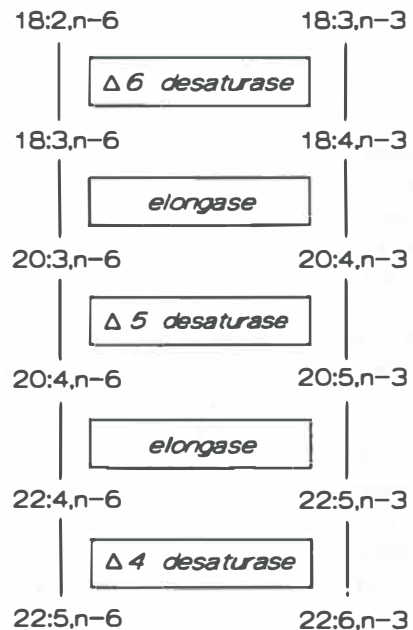 18:2,n-6 18:3,n-3
Δ6 desaturase
18:3,n-6 18:4,n-3
elongase
20:3,n-6 20:4,n-3
Δ 5 desaturase
20:4,n-6 20:5,n-3
elongase
22:4,n-6 22:5,n-3
Δ4 desaturase
22:5,n-6 22:6,n-3